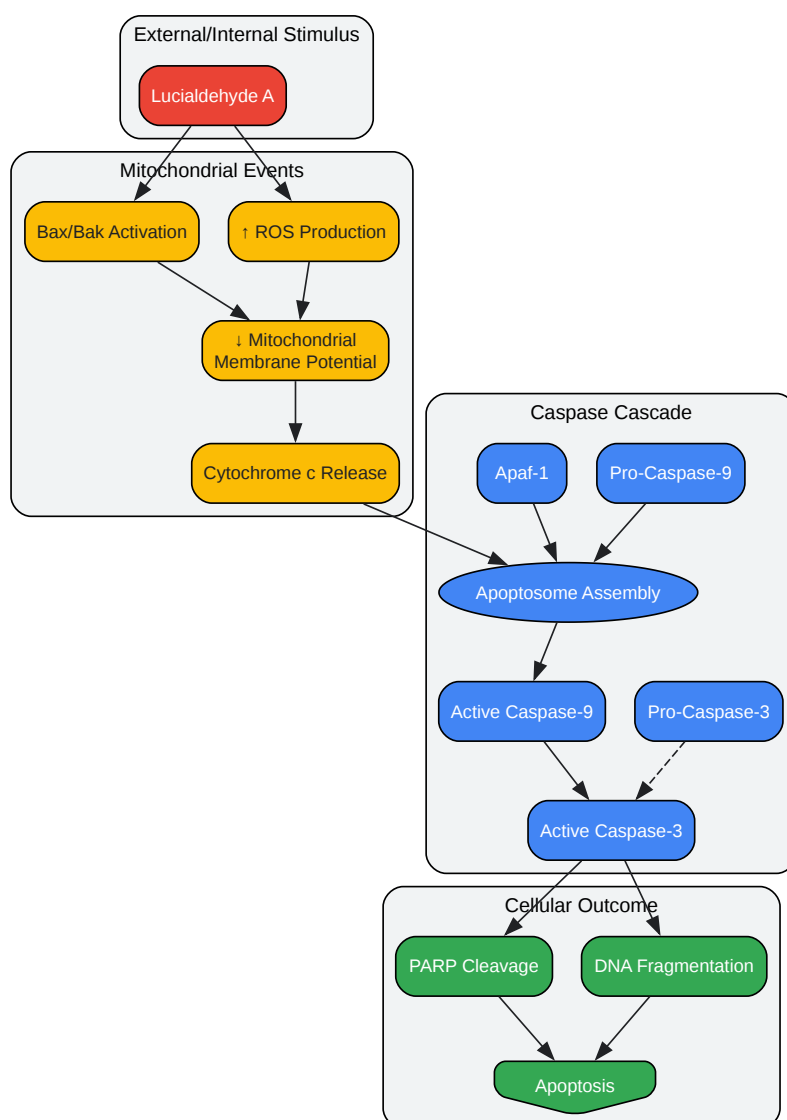 External/Internal Stimulus
Lucialdehyde A
Mitochondrial Events
Bax/Bak Activation
↑ ROS Production
↓ Mitochondrial
Membrane Potential
Cytochrome c Release
Caspase Cascade
Apaf-1
Pro-Caspase-9
Apoptosome Assembly
Active Caspase-9
Pro-Caspase-3
Active Caspase-3
Cellular Outcome
PARP Cleavage
DNA Fragmentation
Apoptosis